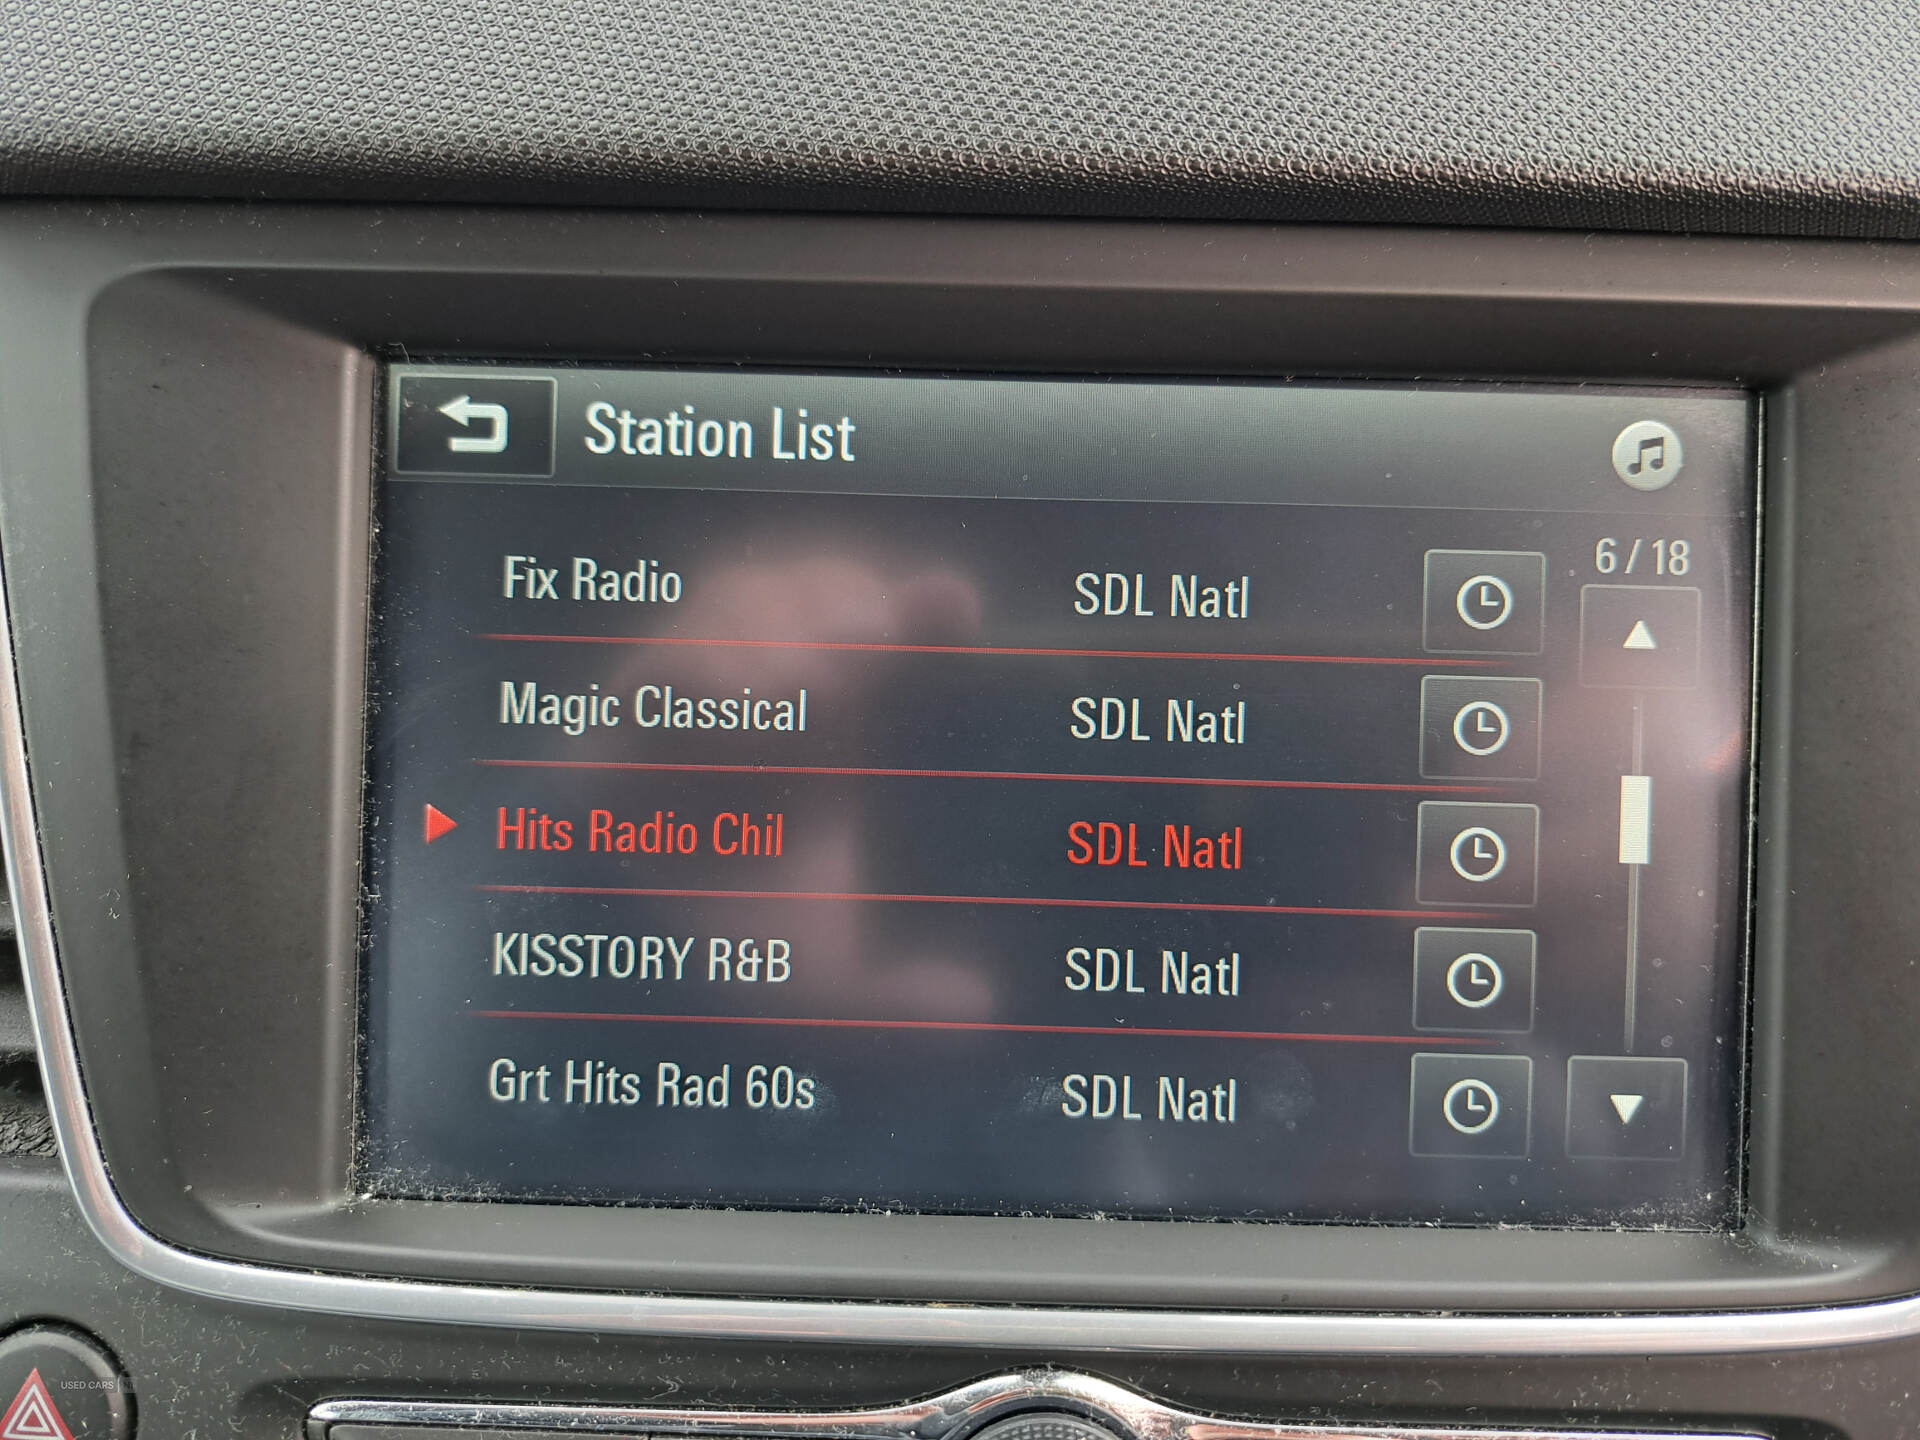 Station List
6 / 18
Fix Radio SDL Natl
Magic Classical SDL Natl
Hits Radio Chil SDL Natl
KISSTORY R&B SDL Natl
Grt Hits Rad 60s SDL Natl
USED CARS